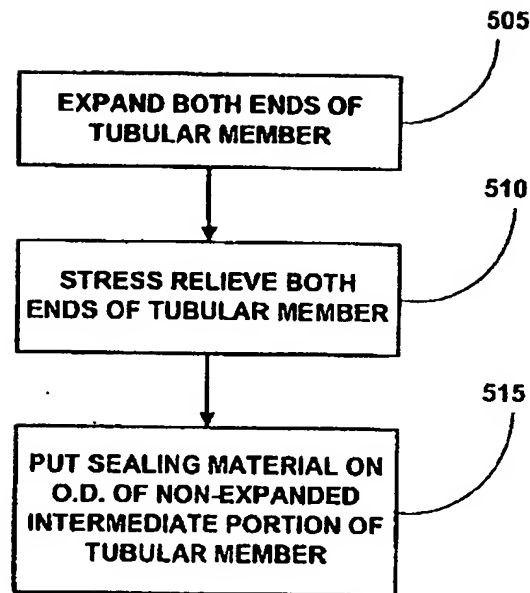 505
EXPAND BOTH ENDS OF
TUBULAR MEMBER
510
STRESS RELIEVE BOTH
ENDS OF TUBULAR MEMBER
515
PUT SEALING MATERIAL ON
O.D. OF NON-EXPANDED
INTERMEDIATE PORTION OF
TUBULAR MEMBER